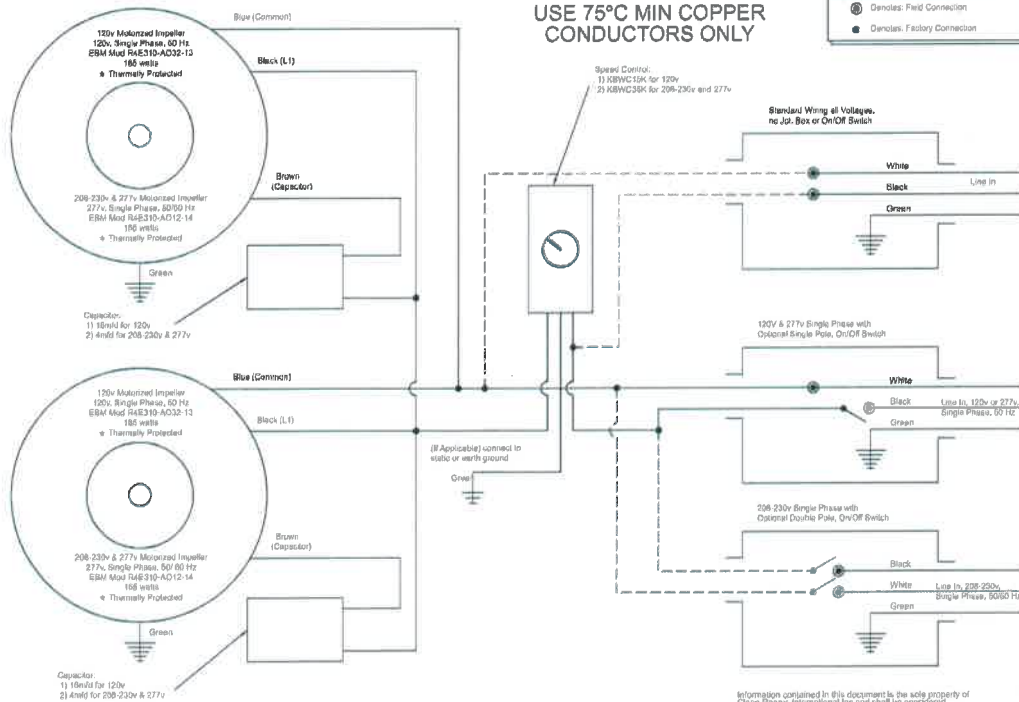 USE 75°C MIN COPPER
CONDUCTORS ONLY
Denotes: Field Connection
Denotes: Factory Connection
Blue (Common)
120v Motorized Impeller
120v, Single Phase, 60 Hz
EBM Mod R4E310-AO32-13
185 watts
* Thermally Protected
Black (L1)
Brown
(Capacitor)
208-230v & 277v Motorized Impeller
277v, Single Phase, 50/60 Hz
EBM Mod R4E310-AO12-14
185 watts
* Thermally Protected
Green
Capacitor:
1) 16mfd for 120v
2) 4mfd for 208-230v & 277v
Speed Control:
1) KBWC15K for 120v
2) KBWC36K for 208-230v and 277v
Standard Wiring all Voltages,
no Jct. Box or On/Off Switch
White
Black
Line In
Green
Blue (Common)
120v Motorized Impeller
120v, Single Phase, 60 Hz
EBM Mod R4E310-AO32-13
185 watts
* Thermally Protected
Black (L1)
(If Applicable) connect to
static or earth ground
Green
120V & 277v Single Phase with
Optional Single Pole, On/Off Switch
White
Black
Line In, 120v or 277v,
Single Phase, 60 Hz
Green
208-230v & 277v Motorized Impeller
277v, Single Phase, 50/60 Hz
EBM Mod R4E310-AO12-14
Thermally Protected
Brown
(Capacitor)
Green
Capacitor:
1) 16mfd for 120v
2) 4mfd for 208-230v & 277v
208-230v Single Phase with
Optional Double Pole, On/Off Switch
Black
White
Line In, 208-230v,
Single Phase, 50/60 Hz
Green
Information contained in this document is the sole property of